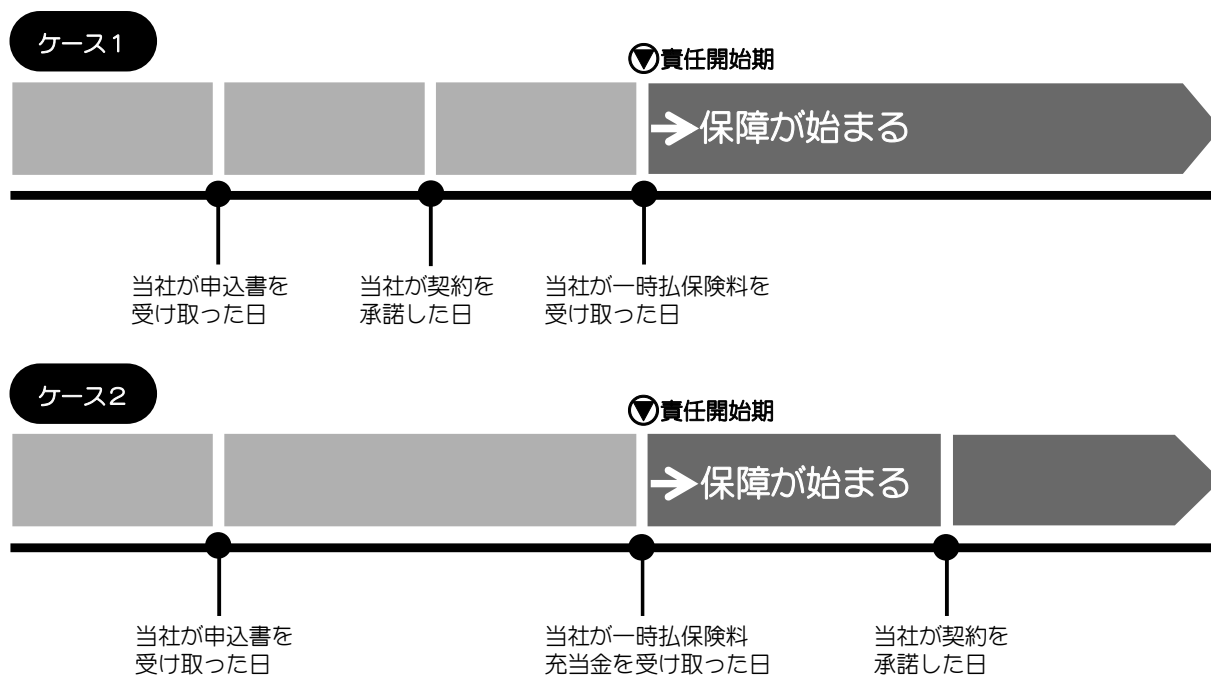 ケース1
責任開始期
保障が始まる
当社が申込書を
受け取った日
当社が契約を
承諾した日
当社が一時払保険料を
受け取った日
ケース2
責任開始期
保障が始まる
当社が申込書を
受け取った日
当社が一時払保険料
充当金を受け取った日
当社が契約を
承諾した日